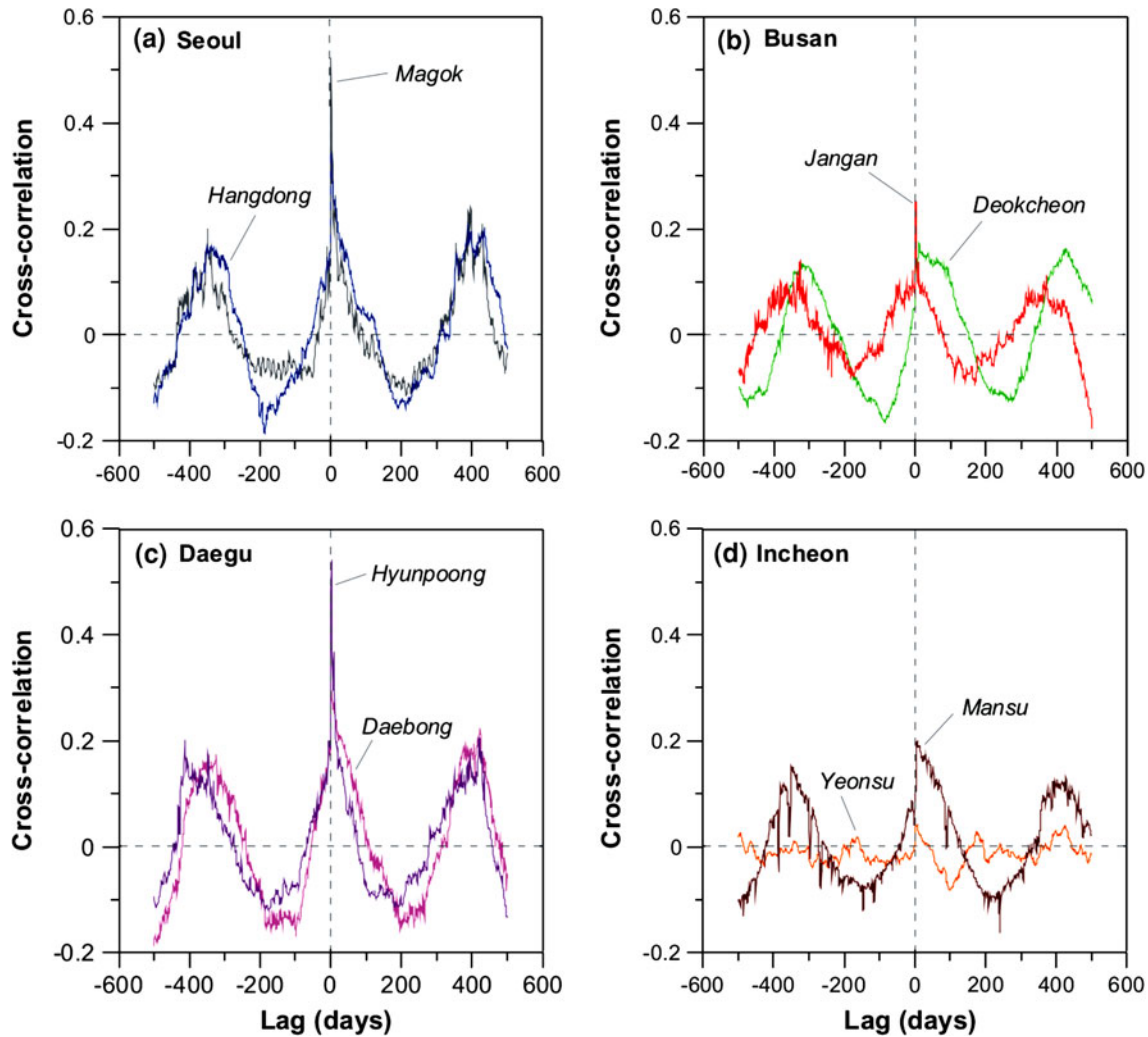 (a) Seoul
Magok
Hangdong
Cross-correlation
0.6
0.4
0.2
0
-0.2
-600 -400 -200 0 200 400 600
(b) Busan
Jangan
Deokcheon
Cross-correlation
0.6
0.4
0.2
0
-0.2
-600 -400 -200 0 200 400 600
(c) Daegu
Hyunpoong
Daebong
Cross-correlation
0.6
0.4
0.2
0
-0.2
-600 -400 -200 0 200 400 600
Lag (days)
(d) Incheon
Mansu
Yeonsu
Cross-correlation
0.6
0.4
0.2
0
-0.2
-600 -400 -200 0 200 400 600
Lag (days)